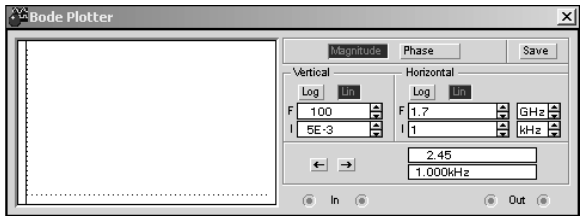 Bode Plotter
Magnitude Phase Save
Vertical Horizontal
Log Lin Log Lin
F 100 F 1.7 GHz
I 5E-3 I 1 kHz
← → 2.45
1.000kHz
In Out